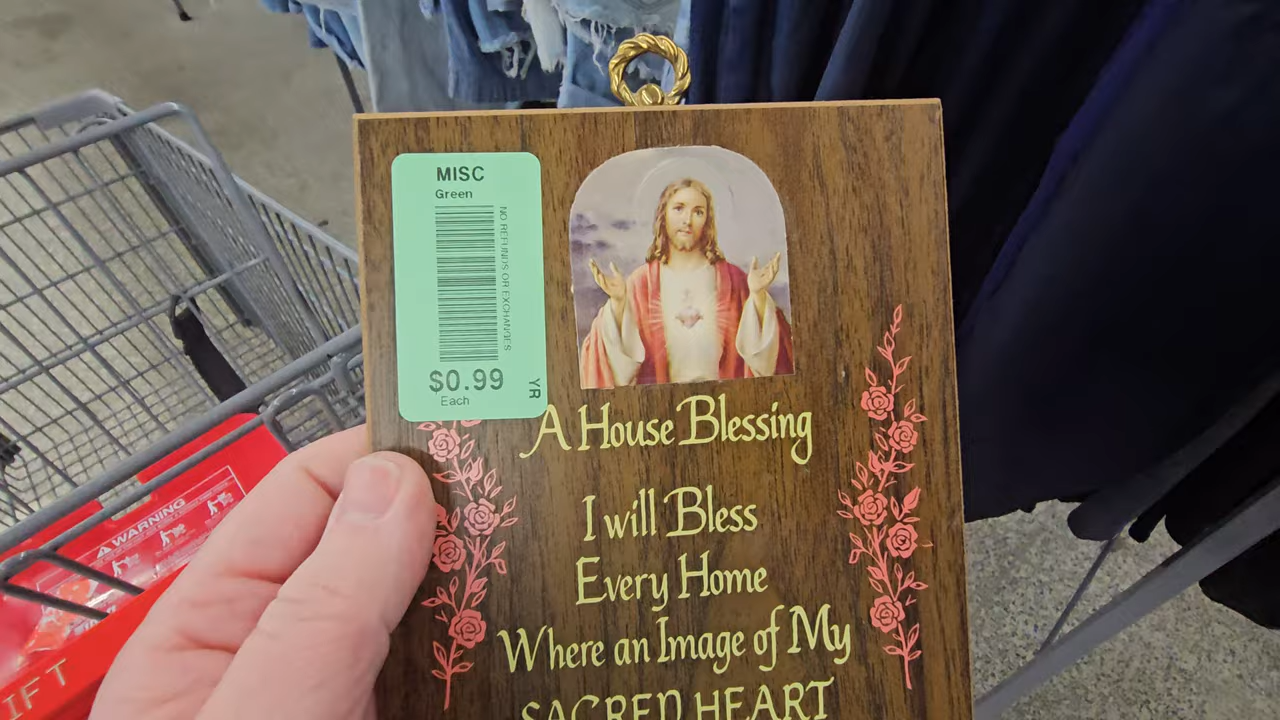 MISC
Green
NO REFUNDS OR EXCHANGES
$0.99
Each
YR
A House Blessing
I will Bless
Every Home
Where an Image of My
SACRED HEART
WARNING
IFT